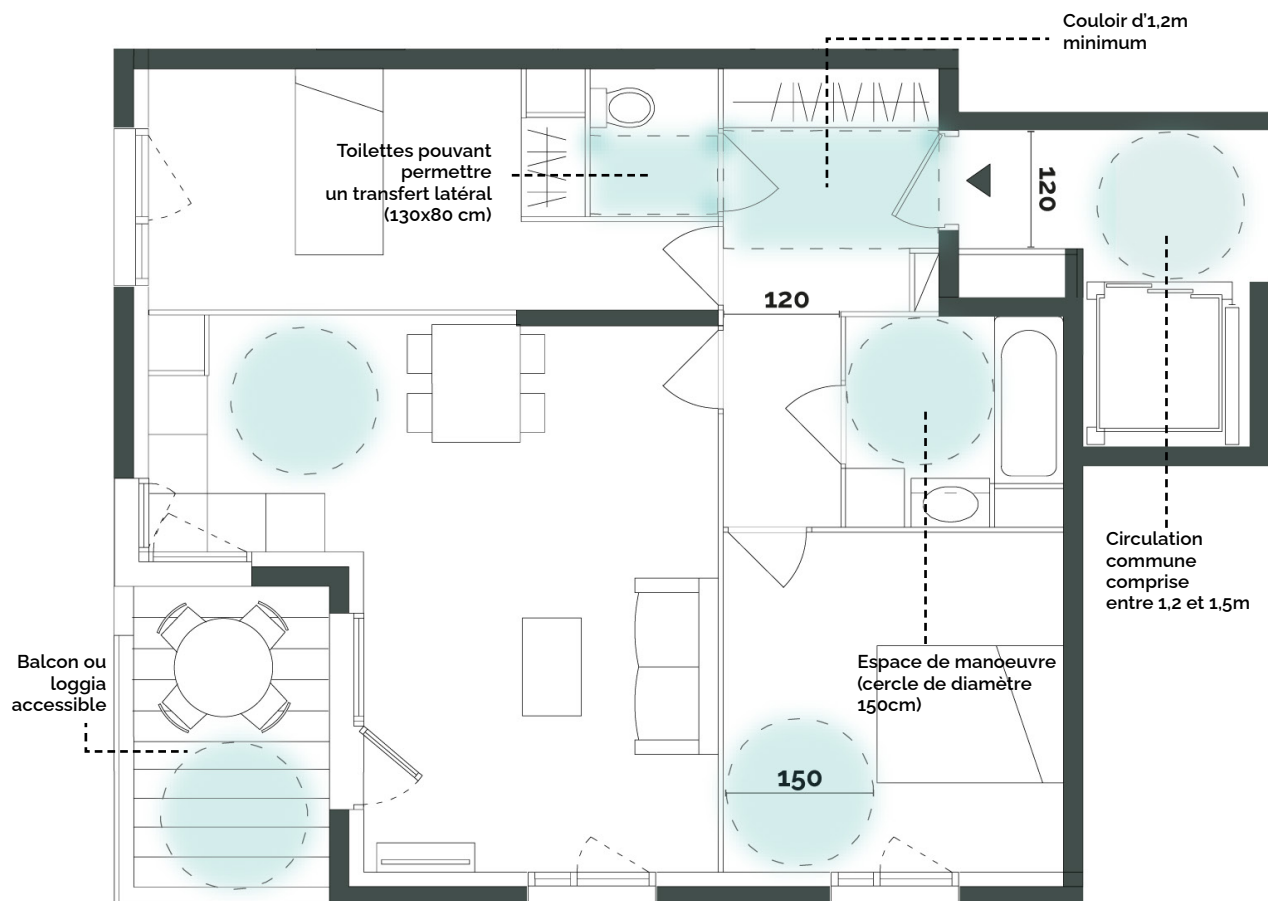 Couloir d'1,2m
minimum
Toilettes pouvant
permettre
un transfert latéral
(130x80 cm)
120
120
Circulation
commune
comprise
entre 1,2 et 1,5m
Balcon ou
loggia
accessible
Espace de manoeuvre
(cercle de diamètre
150cm)
150